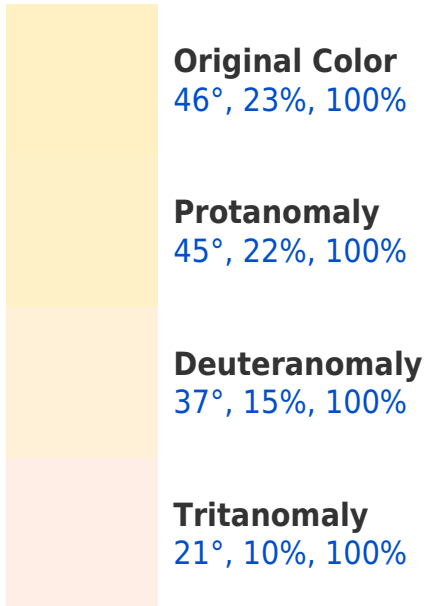 Original Color
46°, 23%, 100%
Protanomaly
45°, 22%, 100%
Deuteranomaly
37°, 15%, 100%
Tritanomaly
21°, 10%, 100%